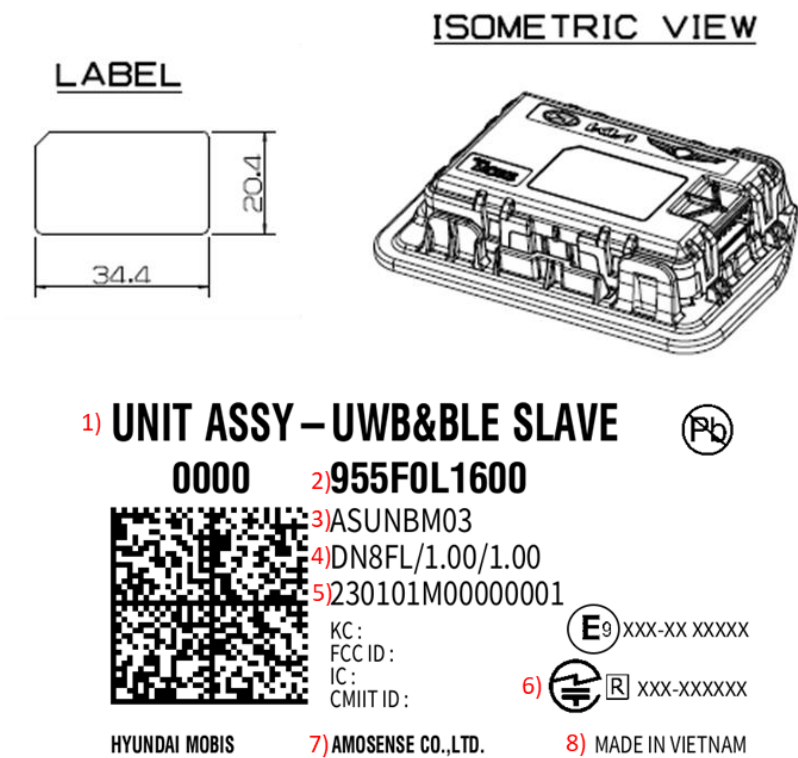 ISOMETRIC VIEW
LABEL
20.4
34.4
KIA
1) UNIT ASSY-UWB&BLE SLAVE
Pb
0000
2) 955F0L1600
3) ASUNBM03
4) DN8FL/1.00/1.00
5) 230101M00000001
KC :
FCC ID :
IC :
CMIIT ID :
E9 XXX-XX XXXXX
6) R XXX-XXXXXX
HYUNDAI MOBIS
7) AMOSENSE CO.,LTD.
8) MADE IN VIETNAM